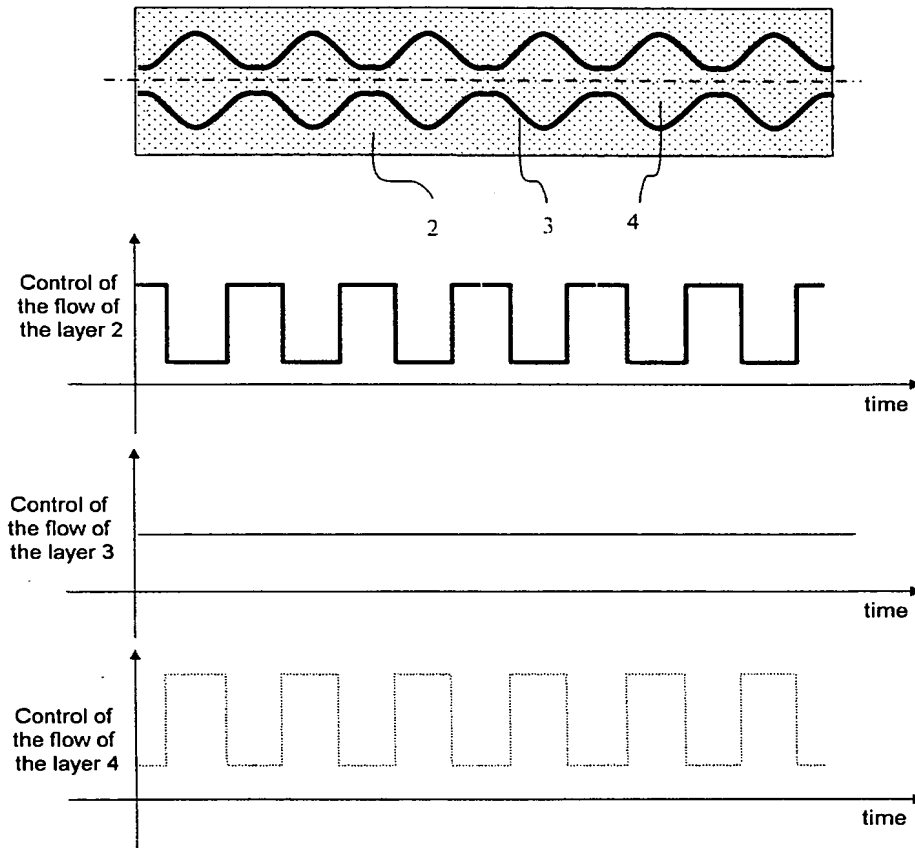 2
3
4
Control of
the flow of
the layer 2
time
Control of
the flow of
the layer 3
time
Control of
the flow of
the layer 4
time